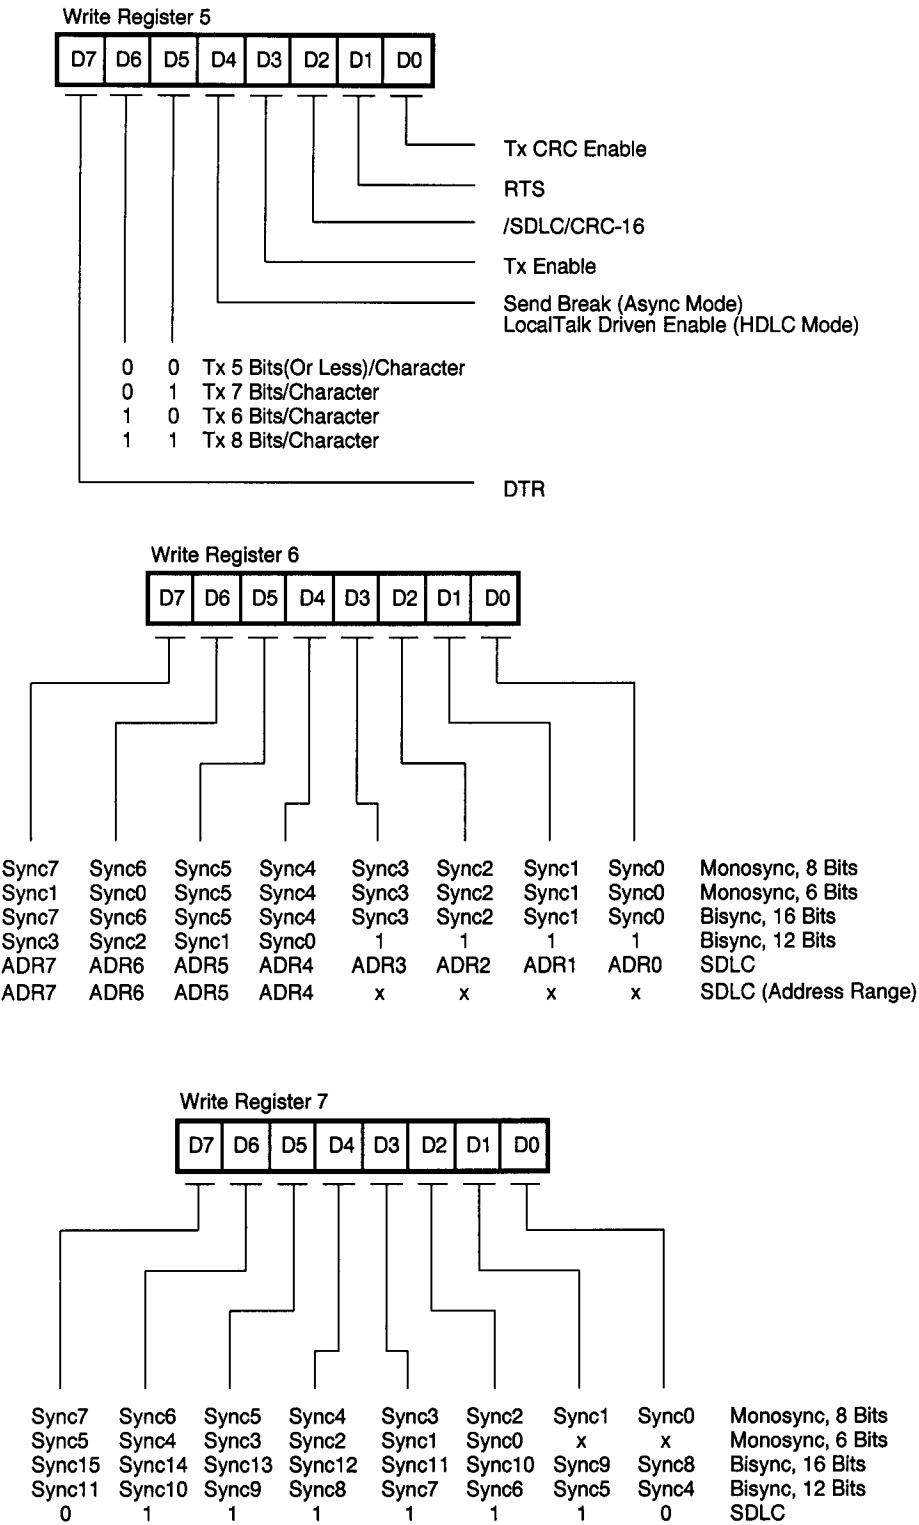 Write Register 5
D7 D6 D5 D4 D3 D2 D1 D0
Tx CRC Enable
RTS
/SDLC/CRC-16
Tx Enable
Send Break (Async Mode)
LocalTalk Driven Enable (HDLC Mode)
0 0 Tx 5 Bits(Or Less)/Character
0 1 Tx 7 Bits/Character
1 0 Tx 6 Bits/Character
1 1 Tx 8 Bits/Character
DTR
Write Register 6
D7 D6 D5 D4 D3 D2 D1 D0
Sync7 Sync6 Sync5 Sync4 Sync3 Sync2 Sync1 Sync0 Monosync, 8 Bits
Sync1 Sync0 Sync5 Sync4 Sync3 Sync2 Sync1 Sync0 Monosync, 6 Bits
Sync7 Sync6 Sync5 Sync4 Sync3 Sync2 Sync1 Sync0 Bisync, 16 Bits
Sync3 Sync2 Sync1 Sync0 1 1 1 1 Bisync, 12 Bits
ADR7 ADR6 ADR5 ADR4 ADR3 ADR2 ADR1 ADR0 SDLC
ADR7 ADR6 ADR5 ADR4 x x x x SDLC (Address Range)
Write Register 7
D7 D6 D5 D4 D3 D2 D1 D0
Sync7 Sync6 Sync5 Sync4 Sync3 Sync2 Sync1 Sync0 Monosync, 8 Bits
Sync5 Sync4 Sync3 Sync2 Sync1 Sync0 x x Monosync, 6 Bits
Sync15 Sync14 Sync13 Sync12 Sync11 Sync10 Sync9 Sync8 Bisync, 16 Bits
Sync11 Sync10 Sync9 Sync8 Sync7 Sync6 Sync5 Sync4 Bisync, 12 Bits
0 1 1 1 1 1 1 0 SDLC